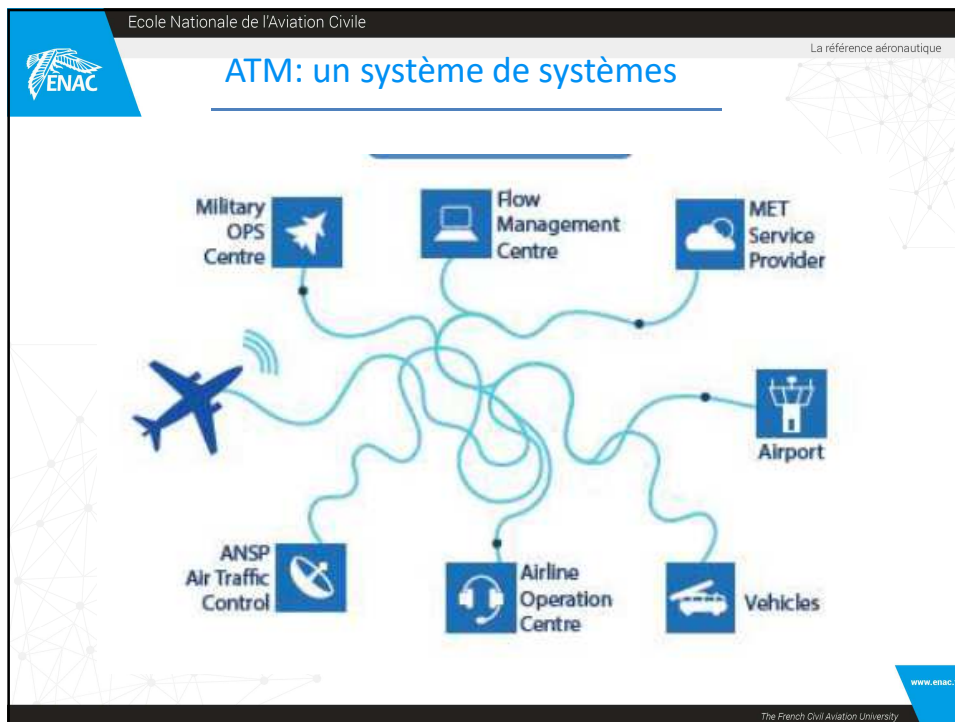 Ecole Nationale de l'Aviation Civile
La référence aéronautique
ENAC
ATM: un système de systèmes
Military
OPS
Centre
Flow
Management
Centre
MET
Service
Provider
Airport
ANSP
Air Traffic
Control
Airline
Operation
Centre
Vehicles
www.enac.
The French Civil Aviation University